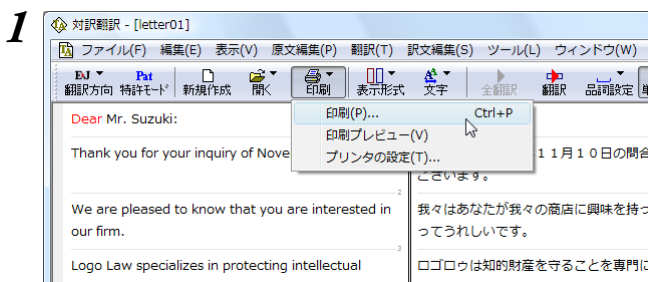 1
対訳翻訳 - [letter01]
ファイル(F) 編集(E) 表示(V) 原文編集(P) 翻訳(T) 訳文編集(S) ツール(L) ウィンドウ(W)
EJ Pat
翻訳方向 特許モード 新規作成 開く 印刷 表示形式 文字 全翻訳 翻訳 品詞設定
印刷(P)... Ctrl+P
印刷プレビュー(V)
プリンタの設定(T)...
Dear Mr. Suzuki:
Thank you for your inquiry of Nove
11月10日の間合
ございます。
2
We are pleased to know that you are interested in
our firm.
我々はあなたが我々の商店に興味を持っ
ってうれしいです。
3
Logo Law specializes in protecting intellectual
ロゴロウは知的財産を守ることを専門に